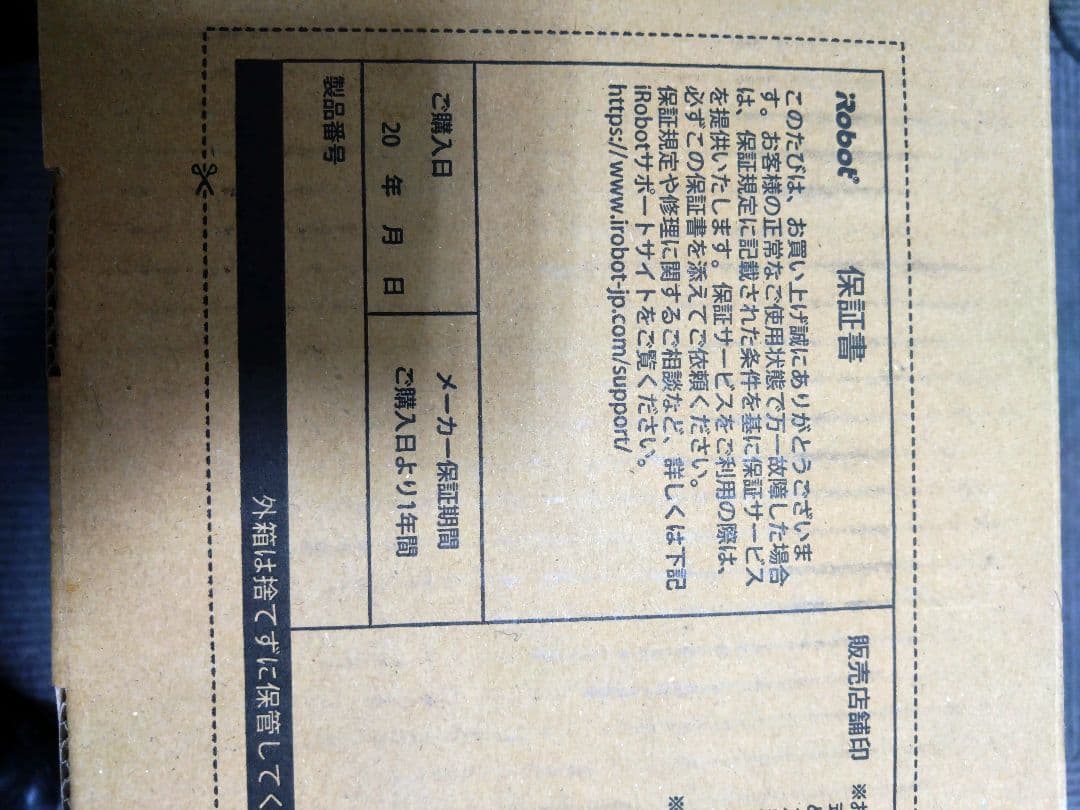 iRobot®
保証書
このたびは、お買い上げ誠にありがとうございま
す。お客様の正常なご使用状態で万一故障した場合
は、保証規定に記載された条件を基に保証サービス
を提供いたします。保証サービスをご利用の際は、
必ずこの保証書を添えてご依頼ください。
保証規定や修理に関するご相談など、詳しくは下記
iRobotサポートサイトをご覧ください。
https://www.irobot-jp.com/support/
販売店舗印
ご購入日
20 年 月 日
メーカー保証期間
ご購入日より1年間
製品番号
外箱は捨てずに保管してく
※お
※